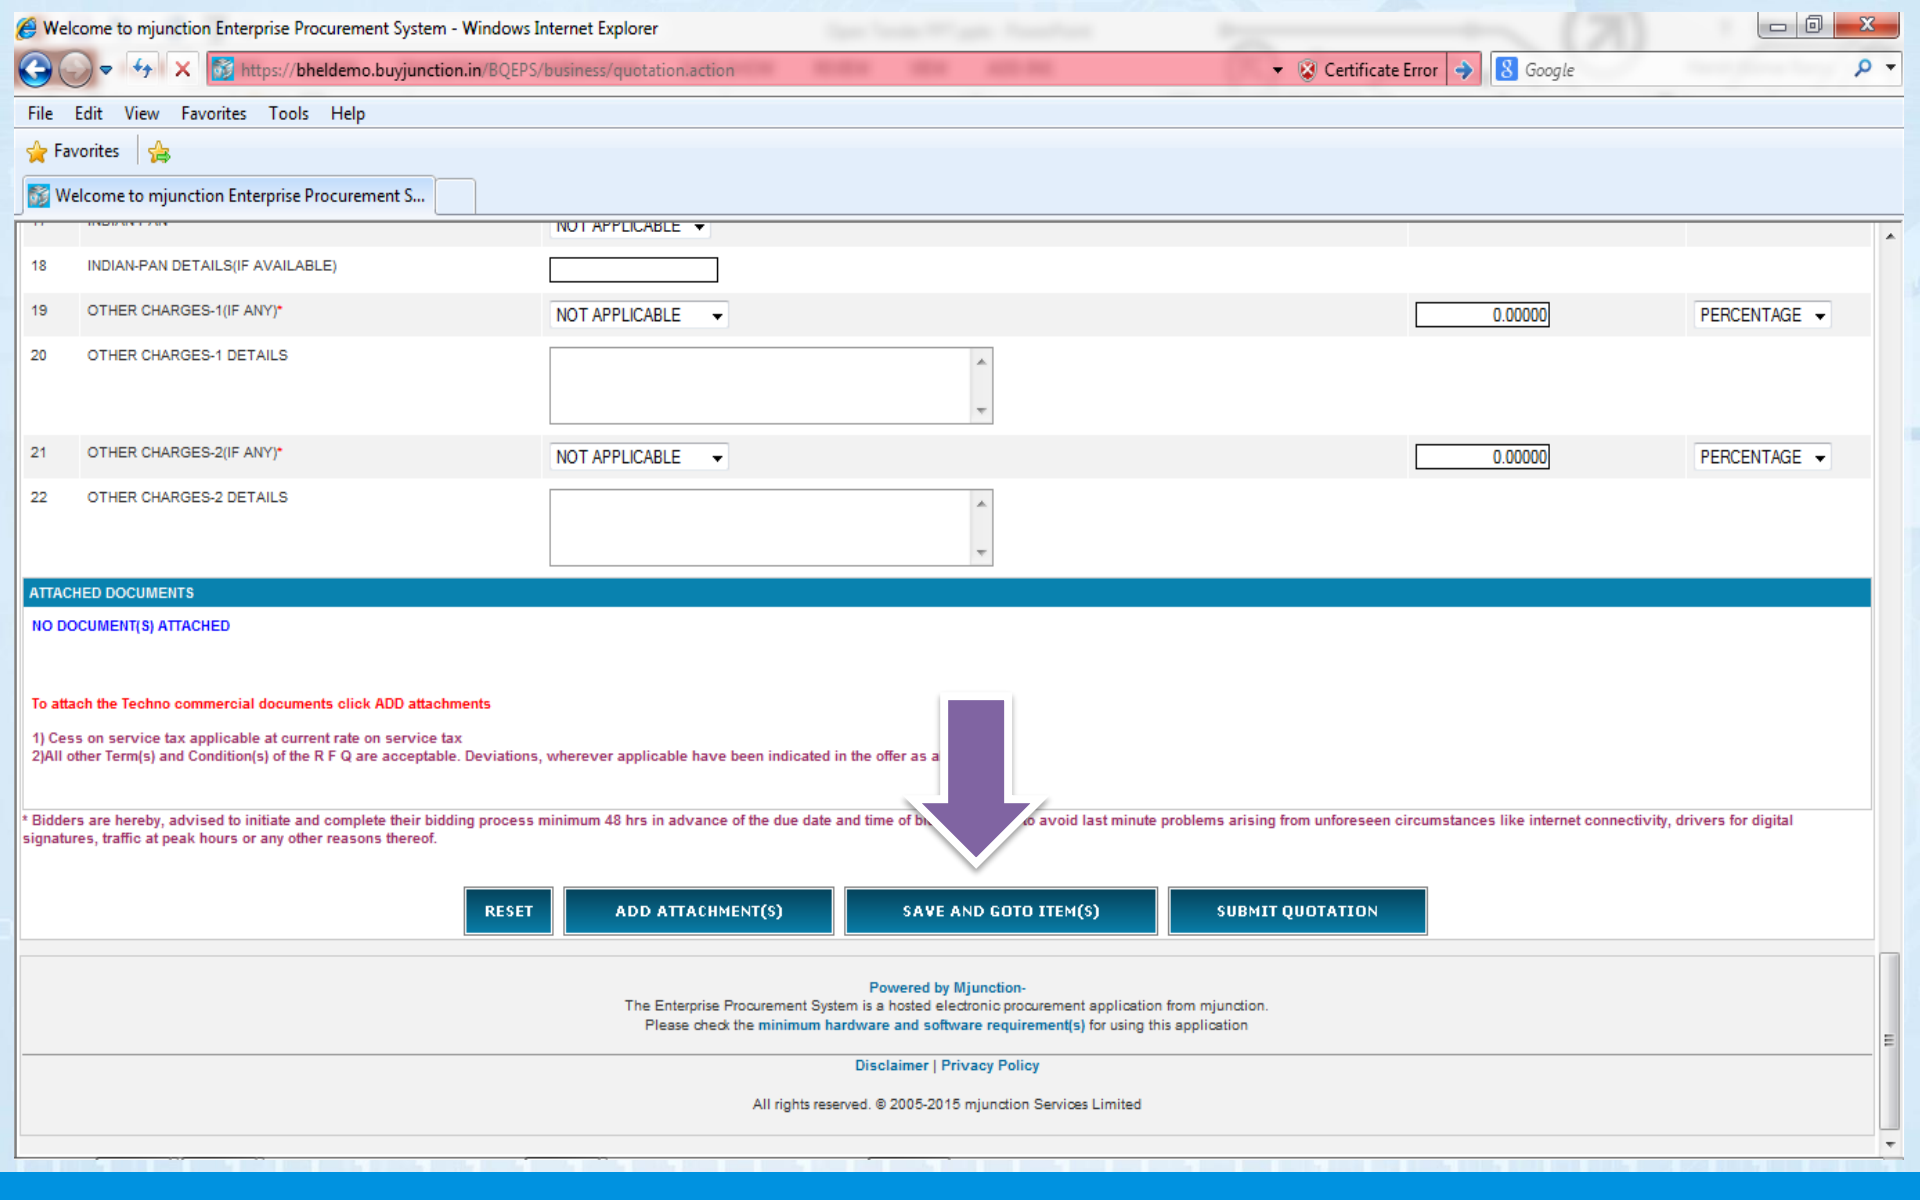 Welcome to mjunction Enterprise Procurement System - Windows Internet Explorer
https://bheldemo.buyjunction.in/BQEPS/business/quotation.action
Certificate Error
Google
File Edit View Favorites Tools Help
Favorites
Welcome to mjunction Enterprise Procurement S...
NOT APPLICABLE
18 INDIAN-PAN DETAILS(IF AVAILABLE)
19 OTHER CHARGES-1(IF ANY)* NOT APPLICABLE 0.00000 PERCENTAGE
20 OTHER CHARGES-1 DETAILS
21 OTHER CHARGES-2(IF ANY)* NOT APPLICABLE 0.00000 PERCENTAGE
22 OTHER CHARGES-2 DETAILS
ATTACHED DOCUMENTS
NO DOCUMENT(S) ATTACHED
To attach the Techno commercial documents click ADD attachments
1) Cess on service tax applicable at current rate on service tax
2)All other Term(s) and Condition(s) of the R F Q are acceptable. Deviations, wherever applicable have been indicated in the offer as
* Bidders are hereby, advised to initiate and complete their bidding process minimum 48 hrs in advance of the due date and time of avoid last minute problems arising from unforeseen circumstances like internet connectivity, drivers for digital
signatures, traffic at peak hours or any other reasons thereof.
RESET ADD ATTACHMENT(S) SAVE AND GOTO ITEM(S) SUBMIT QUOTATION
Powered by Mjunction-
The Enterprise Procurement System is a hosted electronic procurement application from mjunction.
Please check the minimum hardware and software requirement(s) for using this application
Disclaimer | Privacy Policy
All rights reserved. © 2005-2015 mjunction Services Limited